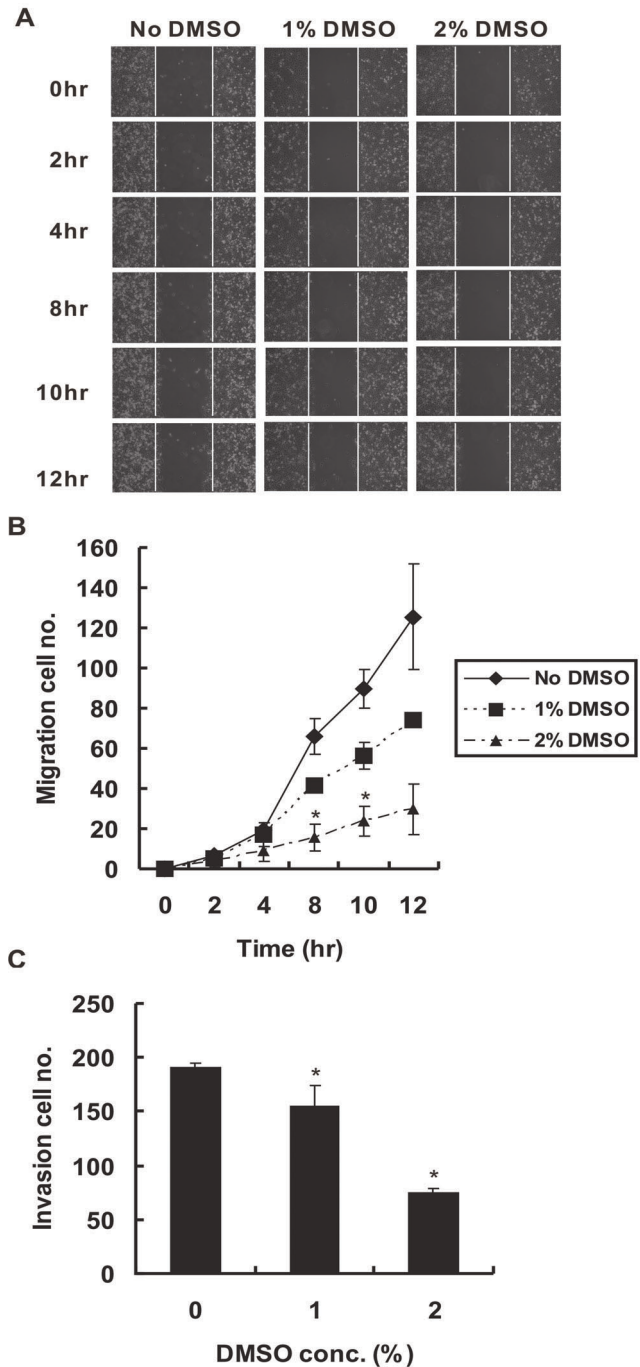 A
No DMSO 1% DMSO 2% DMSO
0hr
2hr
4hr
8hr
10hr
12hr
B
160
140
120
100
80
60
40
20
0
Migration cell no.
* *
0 2 4 8 10 12
Time (hr)
No DMSO
1% DMSO
2% DMSO
C
250
200
150
100
50
0
Invasion cell no.
*
*
0 1 2
DMSO conc. (%)